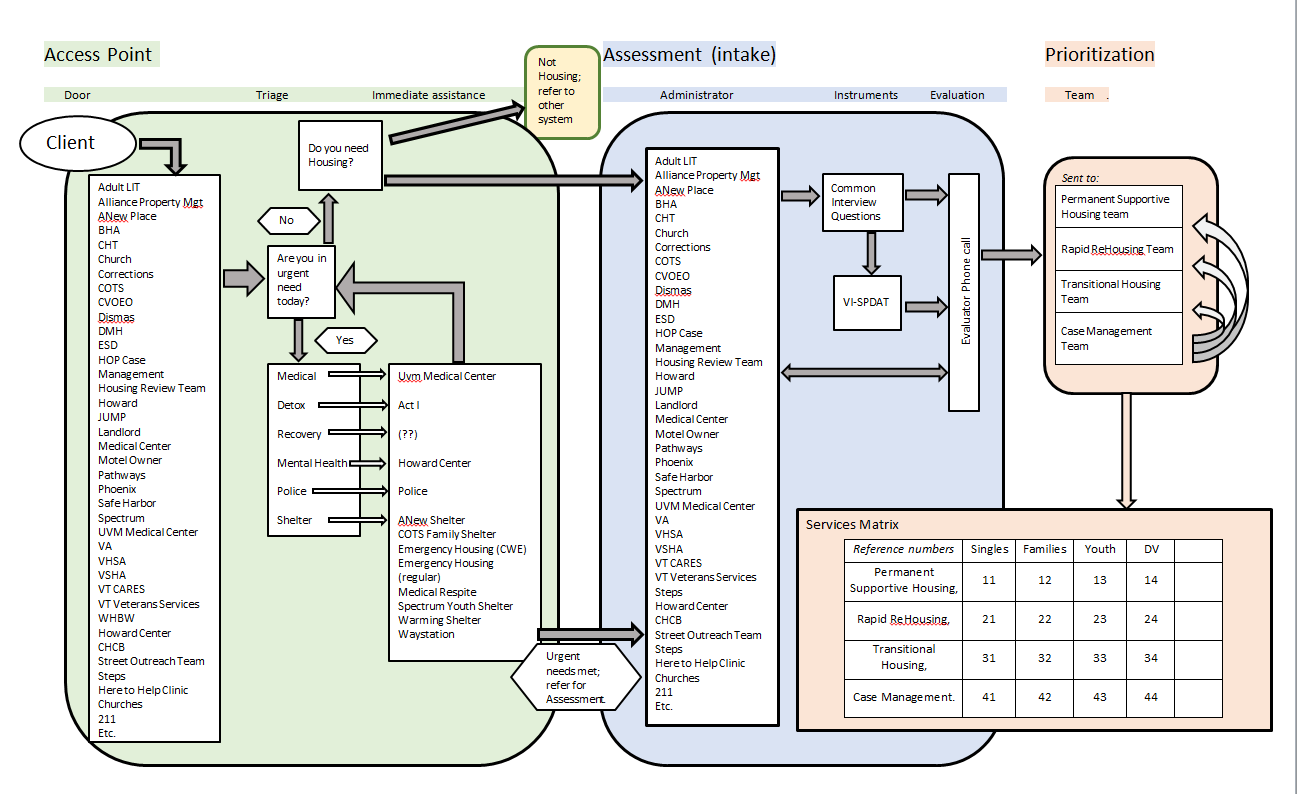 Access Point
Assessment (intake)
Prioritization
Door
Triage
Immediate assistance
Administrator
Instruments
Evaluation
Team .
Not
Housing;
refer to
other
system
Client
Do you need
Housing?
No
Are you in
urgent
need
today?
Yes
Adult LIT
Alliance Property Mgt
ANew Place
BHA
CHT
Church
Corrections
COTS
CVOEO
Dismas
DMH
ESD
HOP Case
Management
Housing Review Team
Howard
JUMP
Landlord
Medical Center
Motel Owner
Pathways
Phoenix
Safe Harbor
Spectrum
UVM Medical Center
VA
VHSA
VSHA
VT CARES
VT Veterans Services
WHBW
Howard Center
CHCB
Street Outreach Team
Steps
Here to Help Clinic
Churches
211
Etc.
Medical
Detox
Recovery
Mental Health
Police
Shelter
Uvm Medical Center
Act I
(??)
Howard Center
Police
ANew Shelter
COTS Family Shelter
Emergency Housing (CWE)
Emergency Housing
(regular)
Medical Respite
Spectrum Youth Shelter
Warming Shelter
Waystation
Urgent
needs met;
refer for
Assessment.
Adult LIT
Alliance Property Mgt
ANew Place
BHA
CHT
Church
Corrections
COTS
CVOEO
Dismas
DMH
ESD
HOP Case
Management
Housing Review Team
Howard
JUMP
Landlord
Medical Center
Motel Owner
Pathways
Phoenix
Safe Harbor
Spectrum
UVM Medical Center
VA
VHSA
VSHA
VT CARES
VT Veterans Services
Steps
Howard Center
CHCB
Street Outreach Team
Steps
Here to Help Clinic
Churches
211
Etc.
Common
Interview
Questions
VI-SPDAT
Evaluator Phone call
Sent to:
Permanent Supportive
Housing team
Rapid ReHousing Team
Transitional Housing
Team
Case Management
Team
Services Matrix
Reference numbers Singles Families Youth DV
Permanent
Supportive Housing, 11 12 13 14
Rapid ReHousing, 21 22 23 24
Transitional
Housing, 31 32 33 34
Case Management. 41 42 43 44